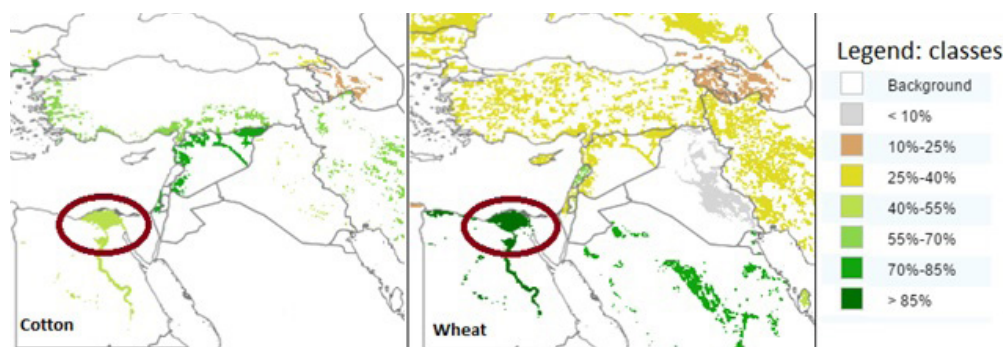 Cotton
Wheat
Legend: classes
Background
< 10%
10%-25%
25%-40%
40%-55%
55%-70%
70%-85%
> 85%